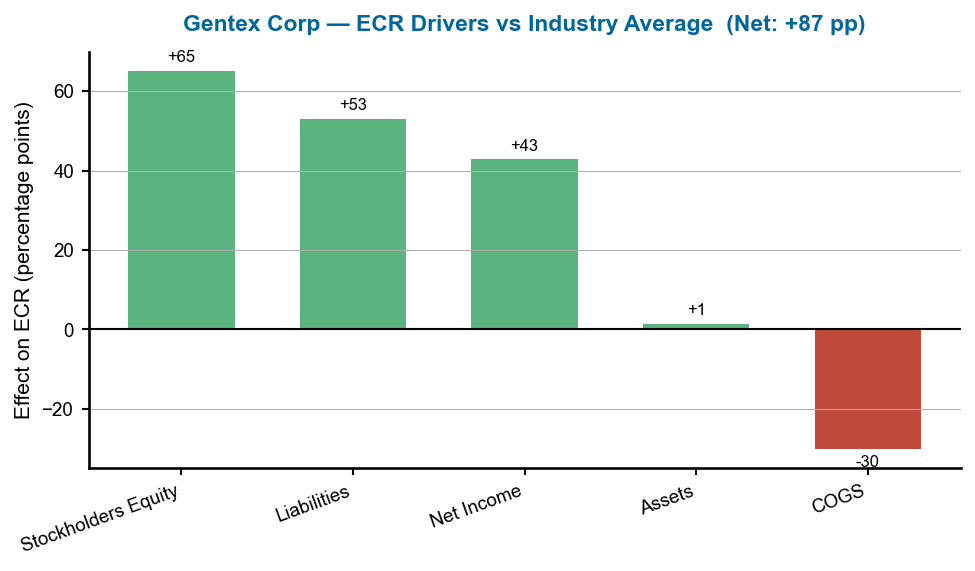 Gentex Corp — ECR Drivers vs Industry Average (Net: +87 pp)
Effect on ECR (percentage points)
60
40
20
0
−20
+65
+53
+43
+1
-30
Stockholders Equity
Liabilities
Net Income
Assets
COGS